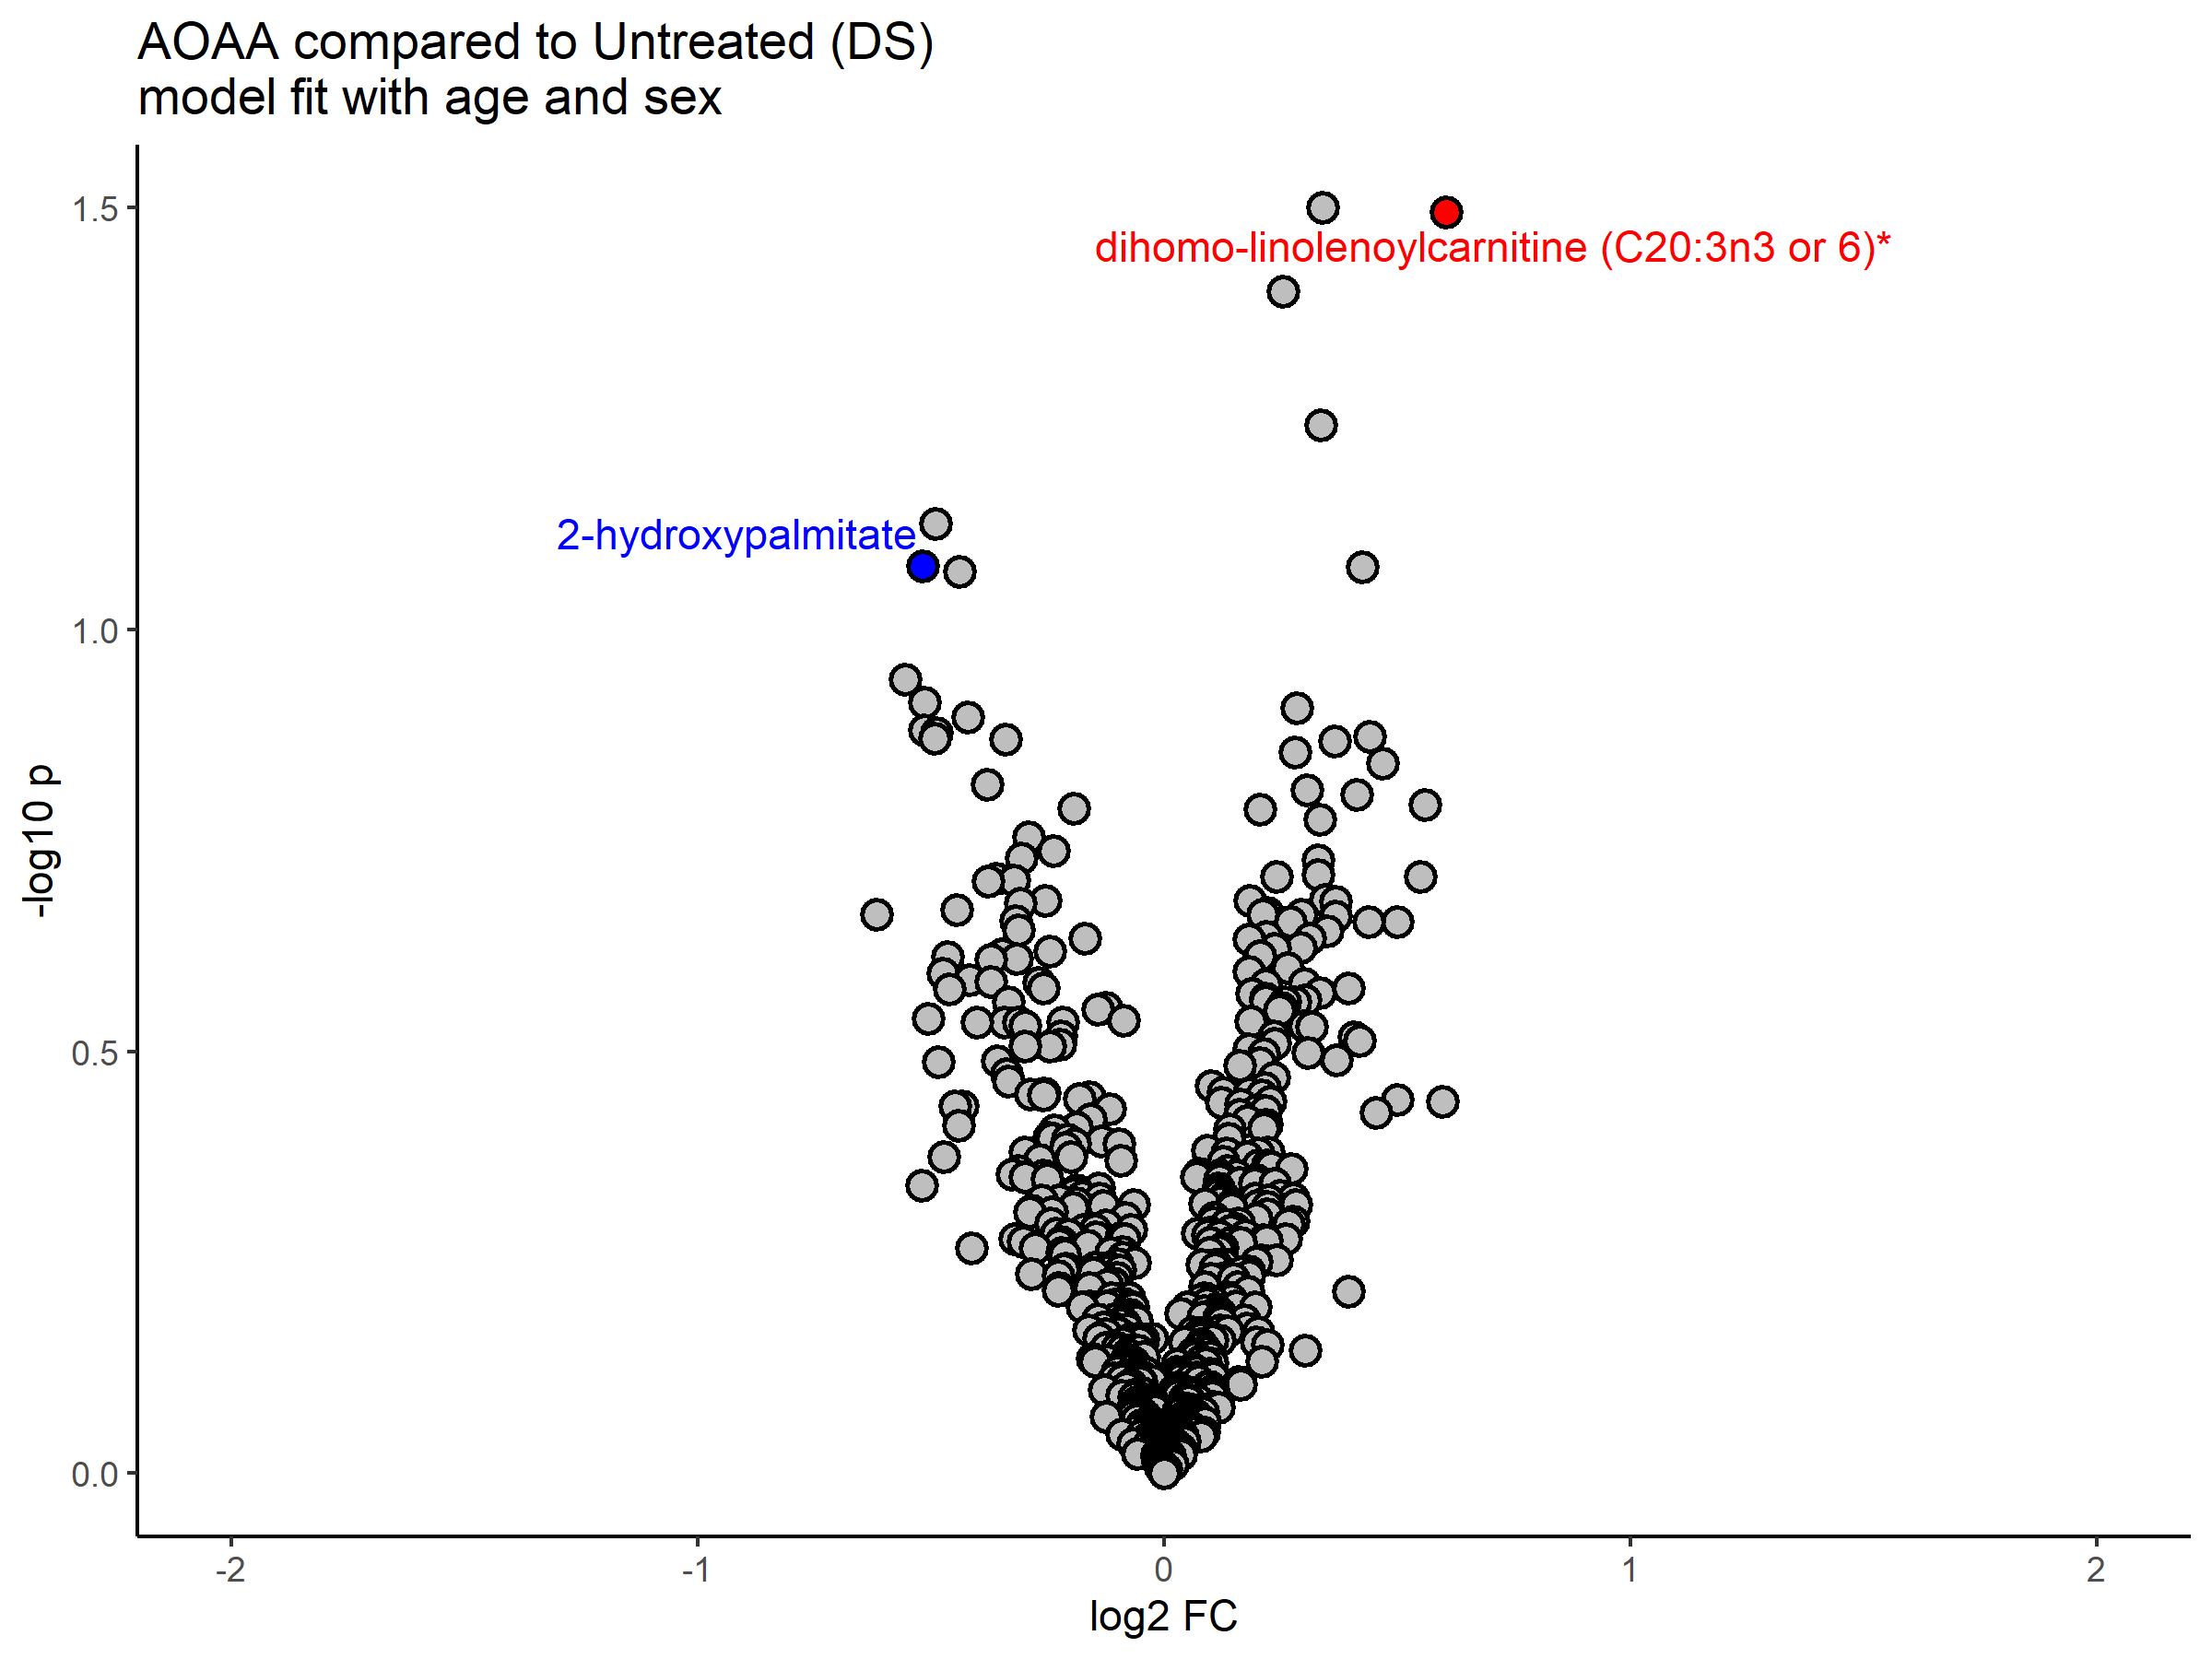 AOAA compared to Untreated (DS)
model fit with age and sex
1.5
dihomo-linolenoylcarnitine (C20:3n3 or 6)*
2-hydroxypalmitate
1.0
-log10 p
0.5
0.0
-2
-1
0
1
2
log2 FC